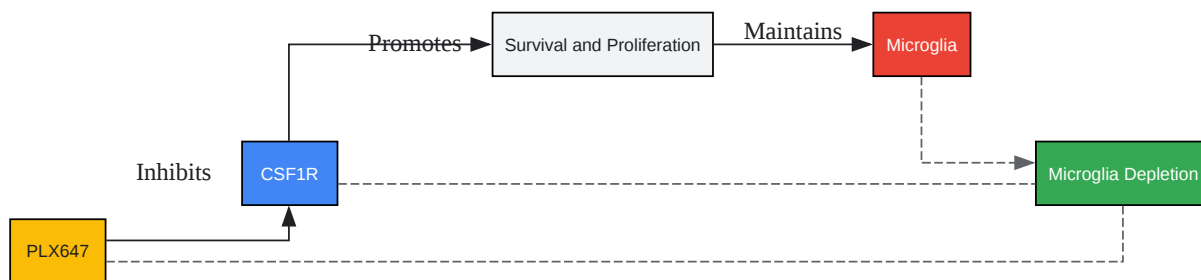 Promotes
Survival and Proliferation
Maintains
Microglia
Inhibits
CSF1R
Microglia Depletion
PLX647